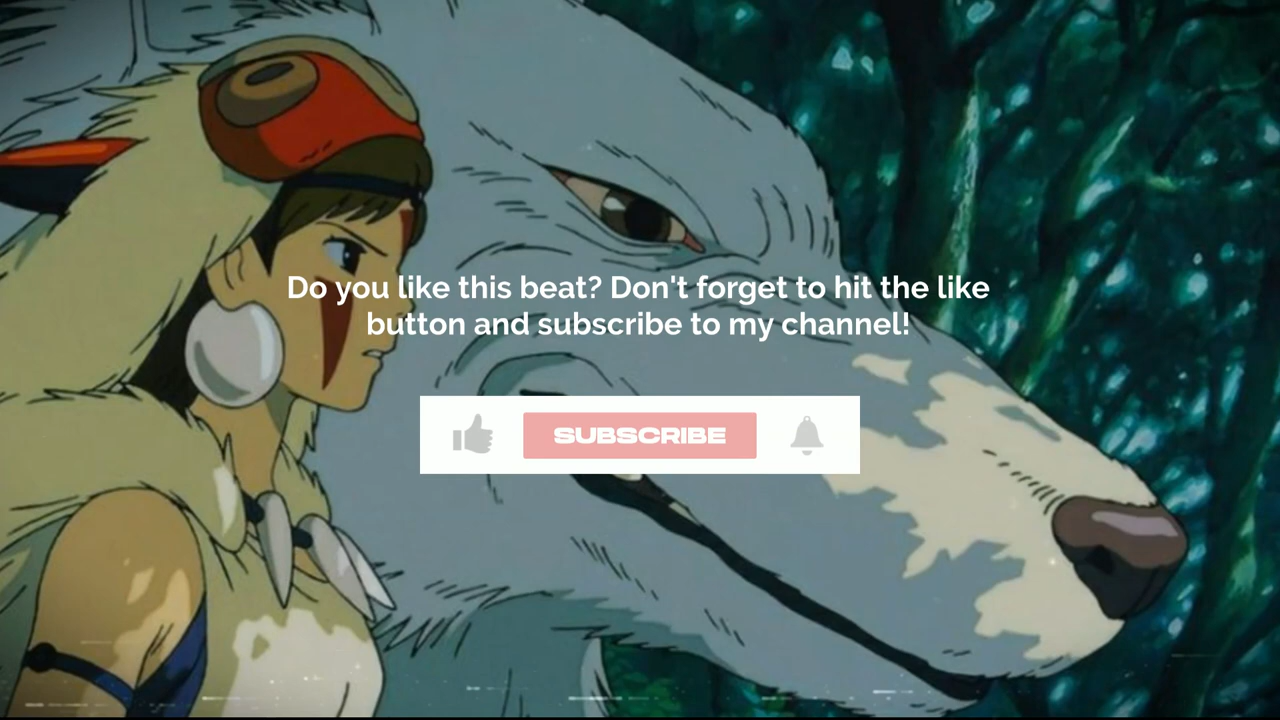 Do you like this beat? Don't forget to hit the like
button and subscribe to my channel!
SUBSCRIBE